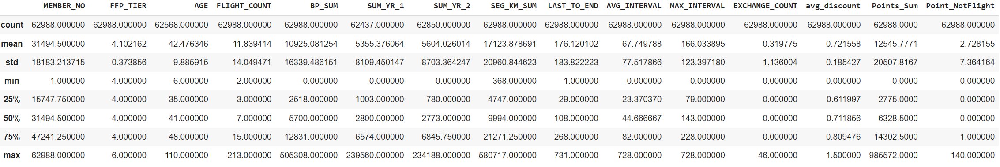 MEMBER_NO FFP_TIER AGE FLIGHT_COUNT BP_SUM SUM_YR_1 SUM_YR_2 SEG_KM_SUM LAST_TO_END AVG_INTERVAL MAX_INTERVAL EXCHANGE_COUNT avg_discount Points_Sum Point_NotFlight
count 62988.000000 62988.000000 62568.000000 62988.000000 62988.000000 62437.000000 62850.000000 62988.000000 62988.000000 62988.000000 62988.000000 62988.000000 62988.000000 62988.0000 62988.000000
mean 31494.500000 4.102162 42.476346 11.839414 10925.081254 5355.376064 5604.026014 17123.878691 176.120102 67.749788 166.033895 0.319775 0.721558 12545.7771 2.728155
std 18183.213715 0.373856 9.885915 14.049471 16339.486151 8109.450147 8703.364247 20960.844623 183.822223 77.517866 123.397180 1.136004 0.185427 20507.8167 7.364164
min 1.000000 4.000000 6.000000 2.000000 0.000000 0.000000 0.000000 368.000000 1.000000 0.000000 0.000000 0.000000 0.000000 0.0000 0.000000
25% 15747.750000 4.000000 35.000000 3.000000 2518.000000 1003.000000 780.000000 4747.000000 29.000000 23.370370 79.000000 0.000000 0.611997 2775.0000 0.000000
50% 31494.500000 4.000000 41.000000 7.000000 5700.000000 2800.000000 2773.000000 9994.000000 108.000000 44.666667 143.000000 0.000000 0.711856 6328.5000 0.000000
75% 47241.250000 4.000000 48.000000 15.000000 12831.000000 6574.000000 6845.750000 21271.250000 268.000000 82.000000 228.000000 0.000000 0.809476 14302.5000 1.000000
max 62988.000000 6.000000 110.000000 213.000000 505308.000000 239560.000000 234188.000000 580717.000000 731.000000 728.000000 728.000000 46.000000 1.500000 985572.0000 140.000000